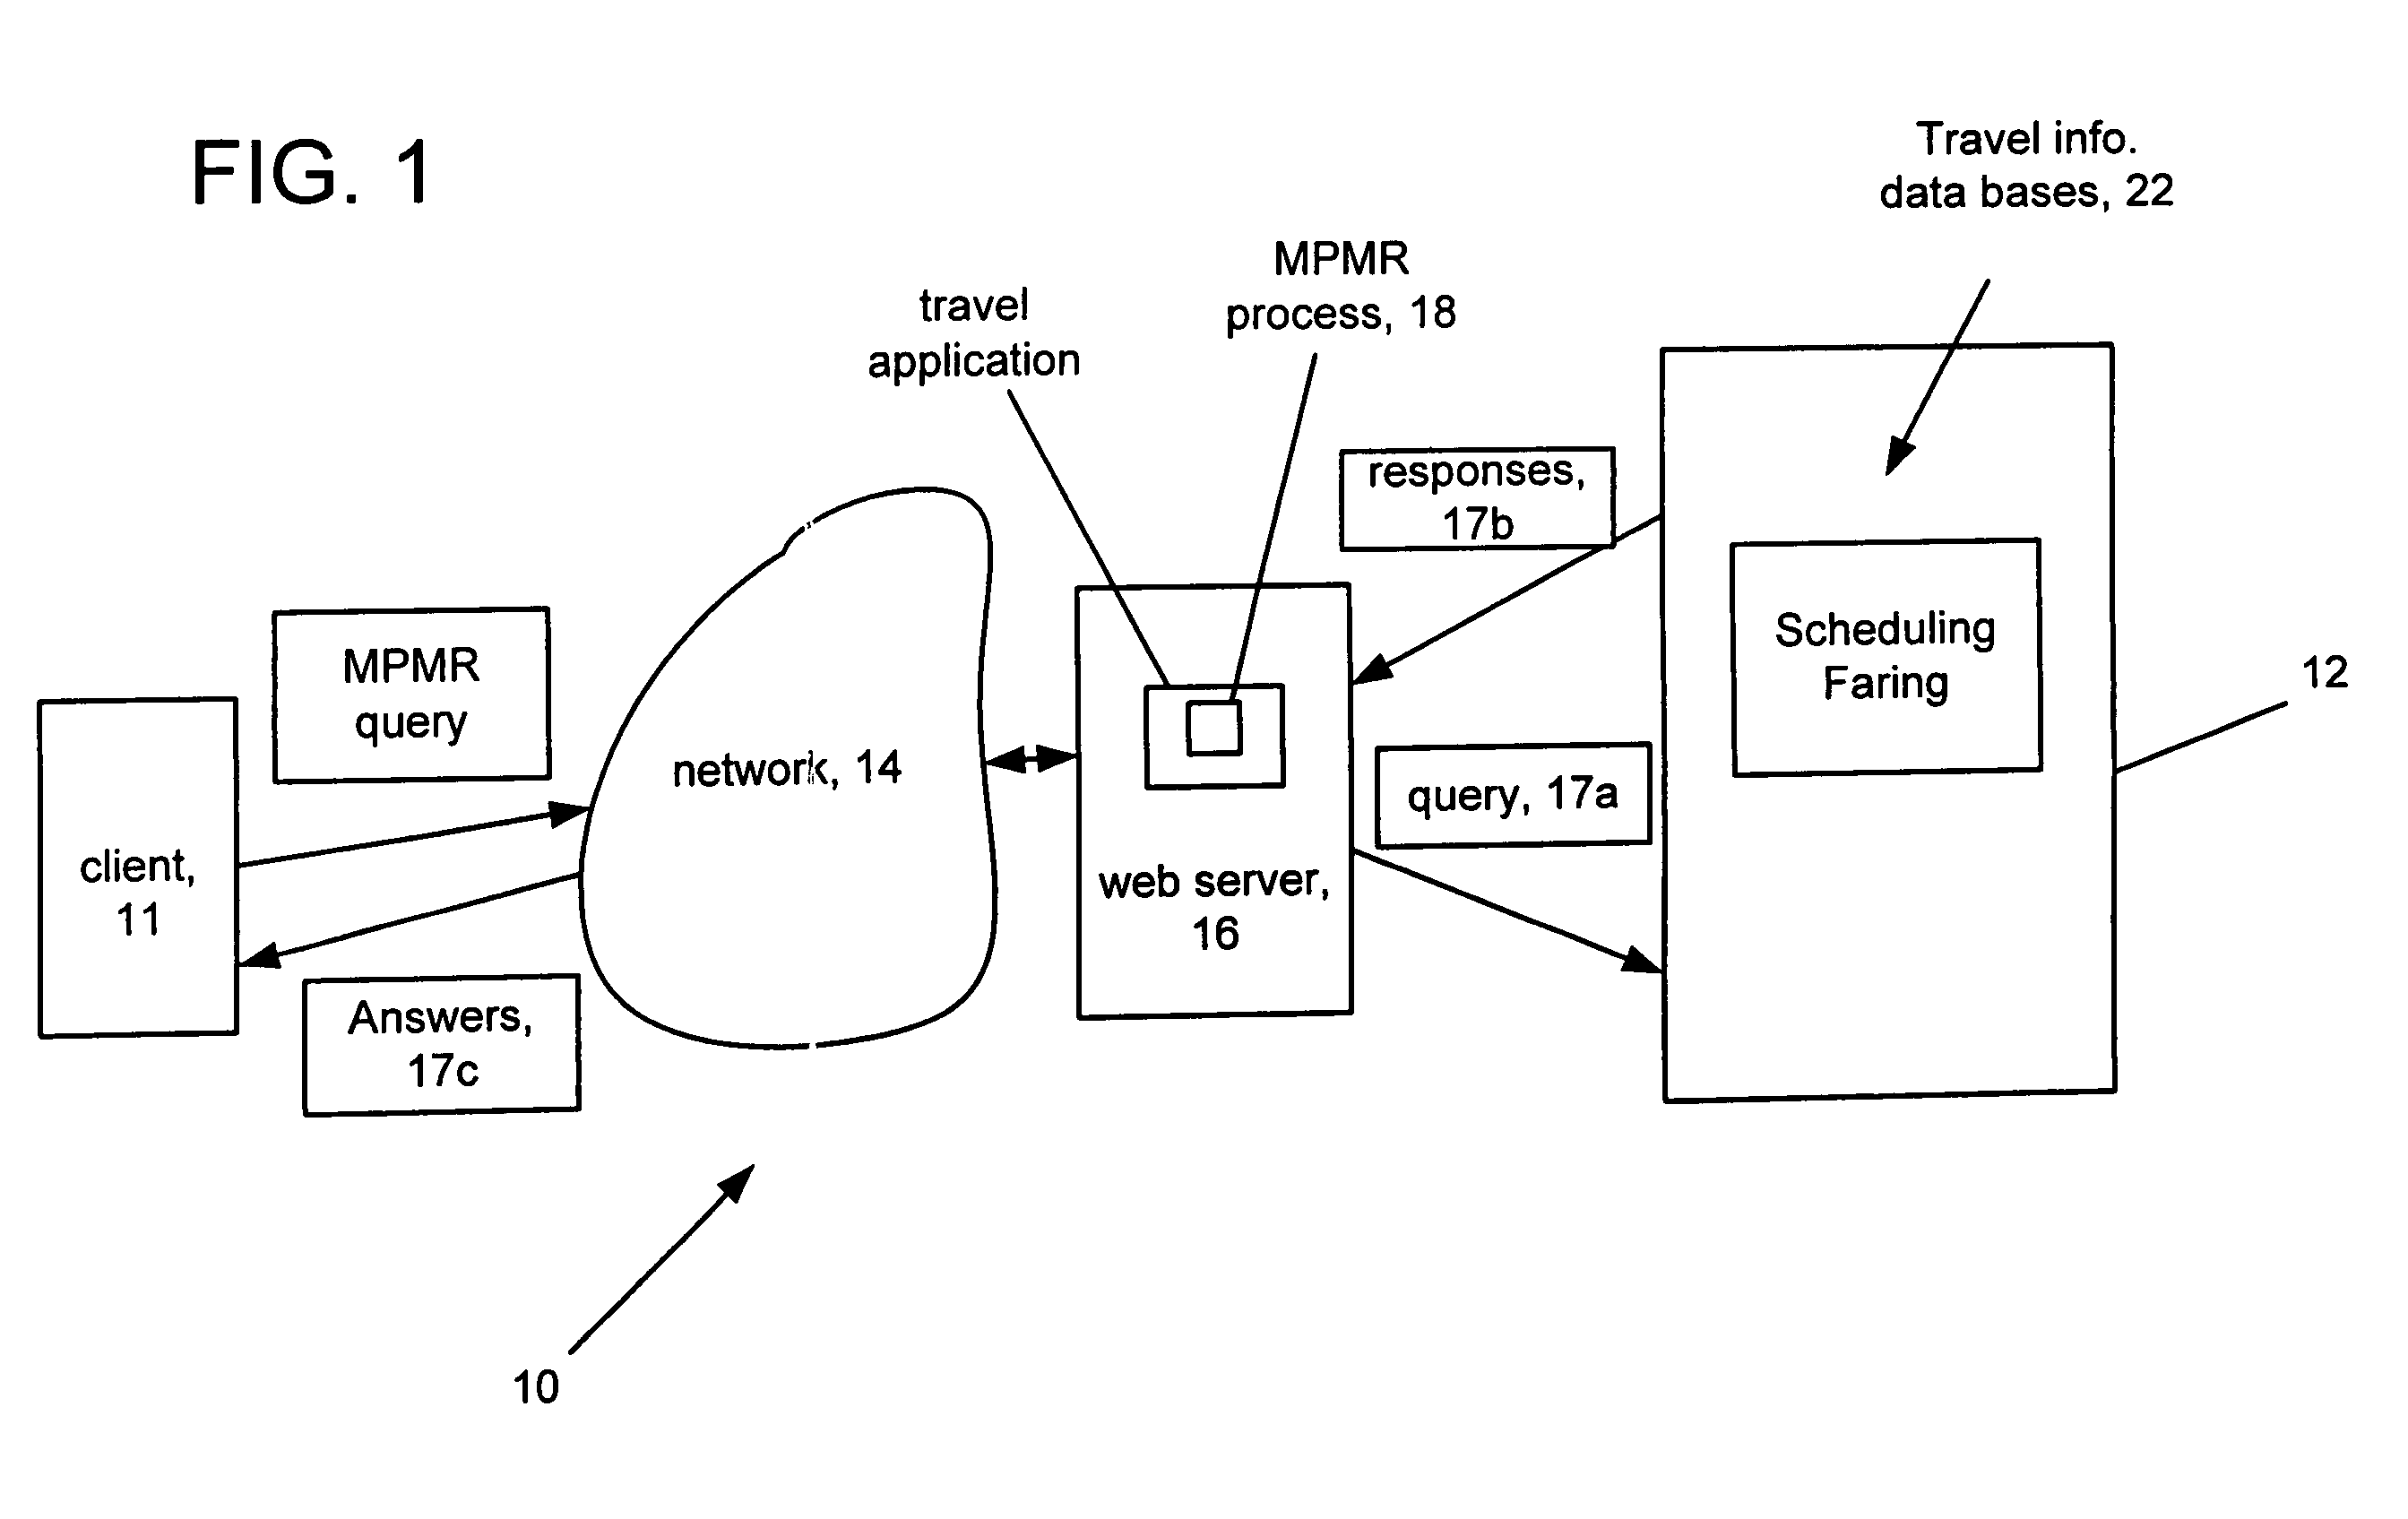 FIG. 1
Travel info.
data bases, 22
MPMR
process, 18
travel
application
responses,
17b
Scheduling
Faring
12
MPMR
query
network, 14
query, 17a
client,
11
web server,
16
Answers,
17c
10